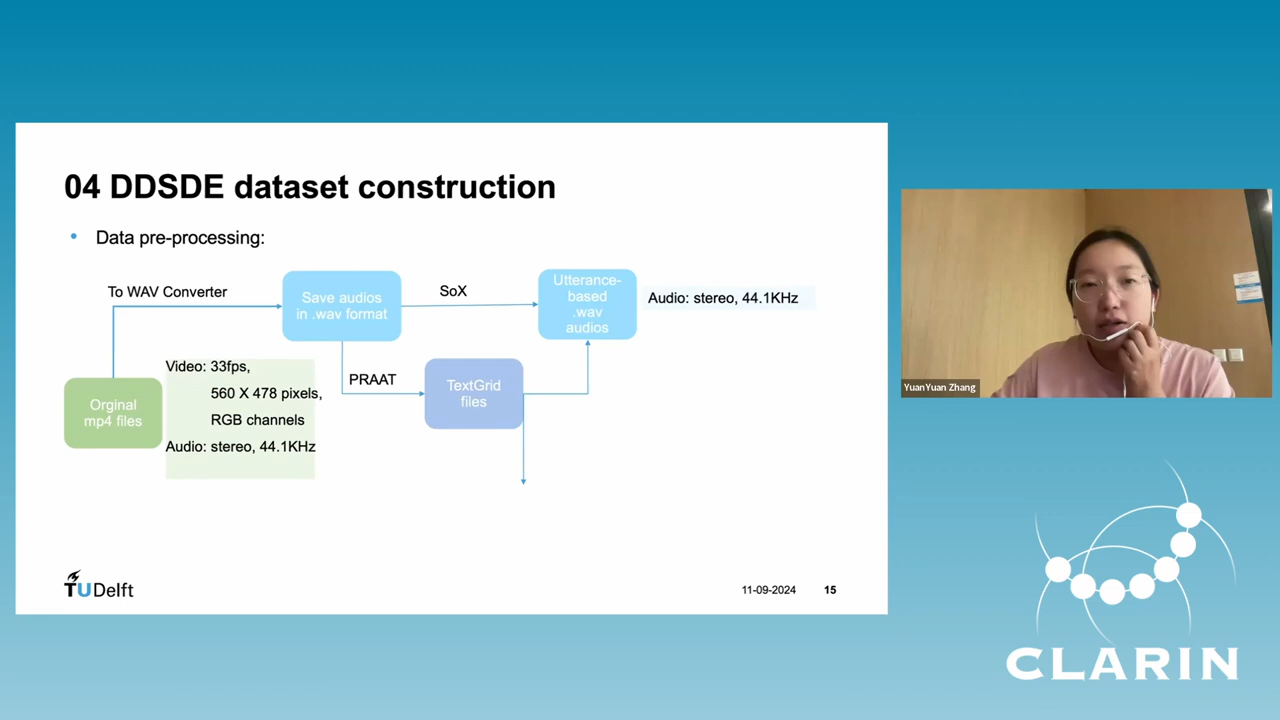 04 DDSDE dataset construction
• Data pre-processing:
To WAV Converter
Save audios
in .wav format
SoX
Utterance-
based
.wav
audios
Audio: stereo, 44.1KHz
Orginal
mp4 files
Video: 33fps,
560 X 478 pixels,
RGB channels
Audio: stereo, 44.1KHz
PRAAT
TextGrid
files
TUDelft
11-09-2024
15
YuanYuan Zhang
CLARIN